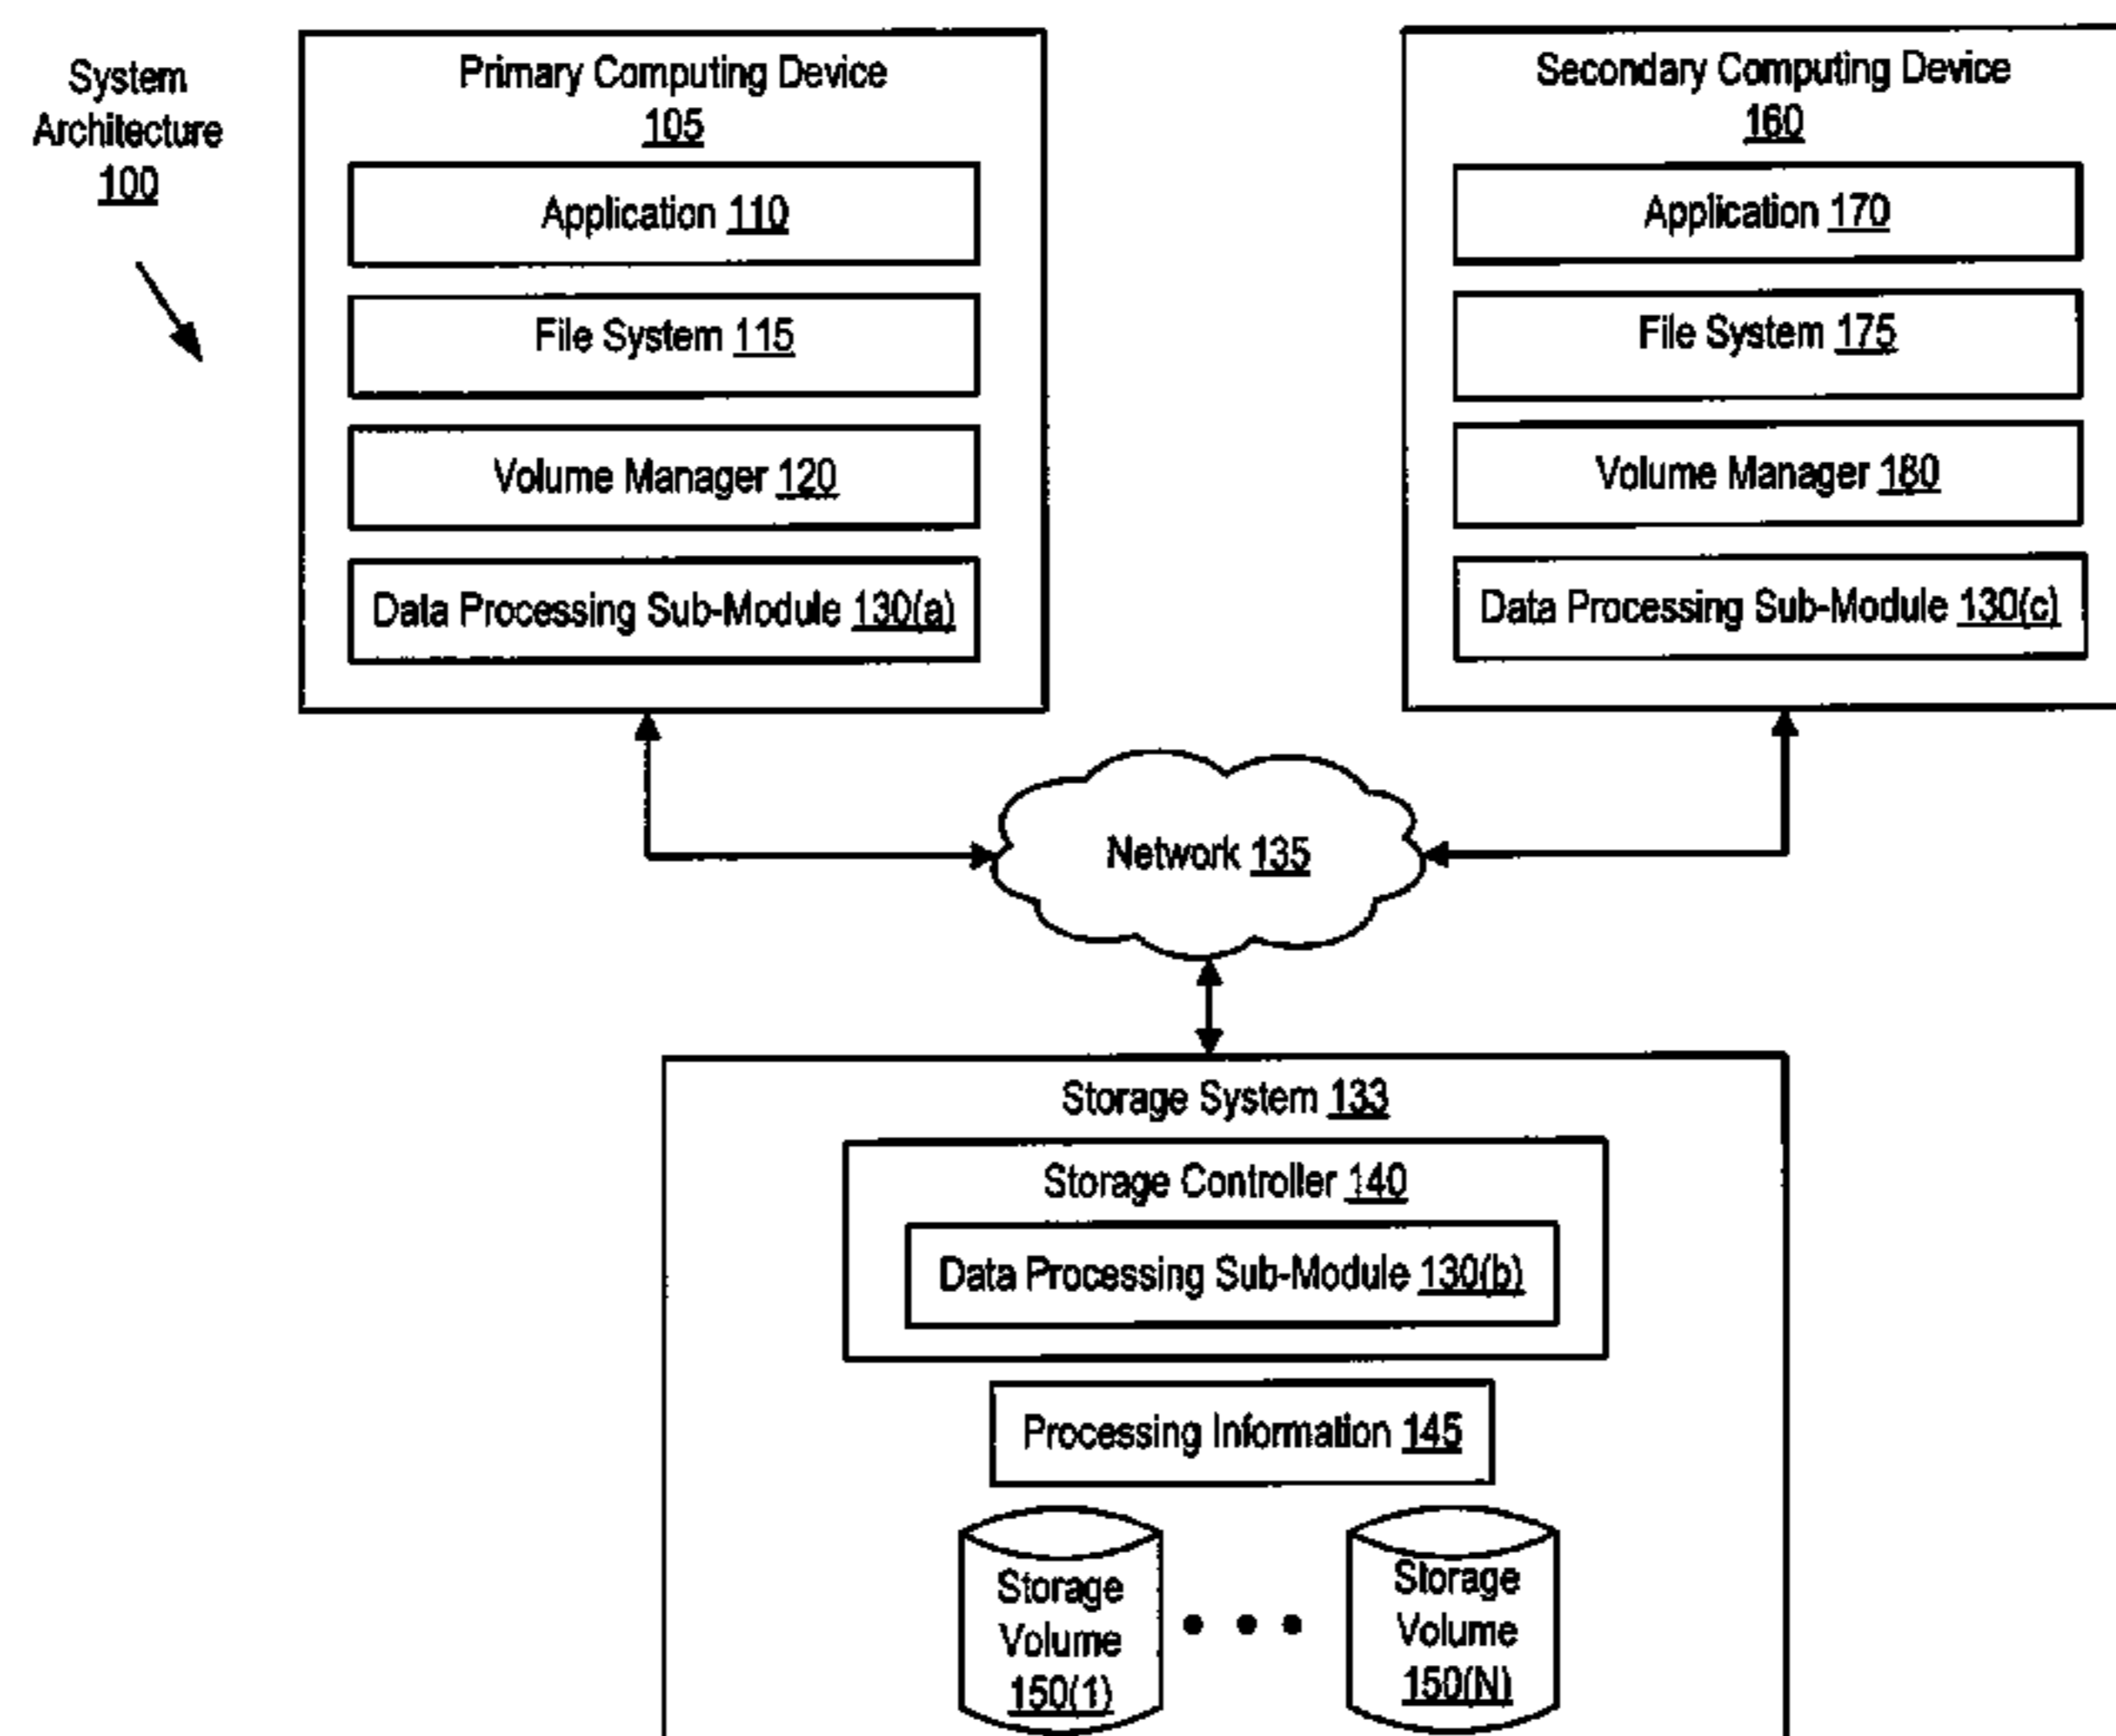 System
Architecture
100
Primary Computing Device
105
Application 110
File System 115
Volume Manager 120
Data Processing Sub-Module 130(a)
Secondary Computing Device
160
Application 170
File System 175
Volume Manager 180
Data Processing Sub-Module 130(c)
Network 135
Storage System 133
Storage Controller 140
Data Processing Sub-Module 130(b)
Processing Information 145
Storage
Volume
150(1)
Storage
Volume
150(N)